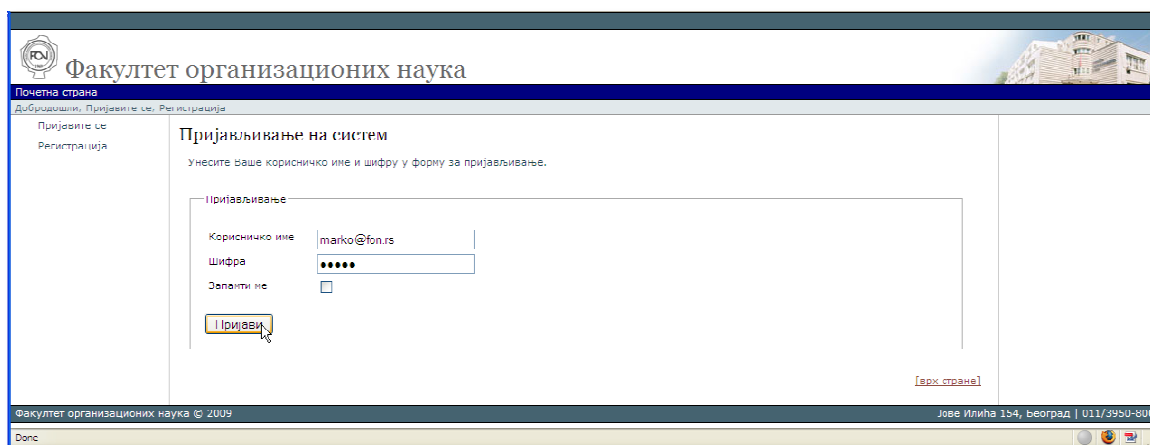 Факултет организационих наука
Почетна страна
Добродошли, Пријавите се, Регистрација
Пријавите се
Регистрација
Пријављивање на систем
Унесите Ваше корисничко име и шифру у форму за пријављивање.
Пријављивање
Корисничко име marko@fon.rs
Шифра •••••
Запамти ме
Пријави
[врх стране]
Факултет организационих наука © 2009 Јове Илића 154, Београд | 011/3950-800
Done